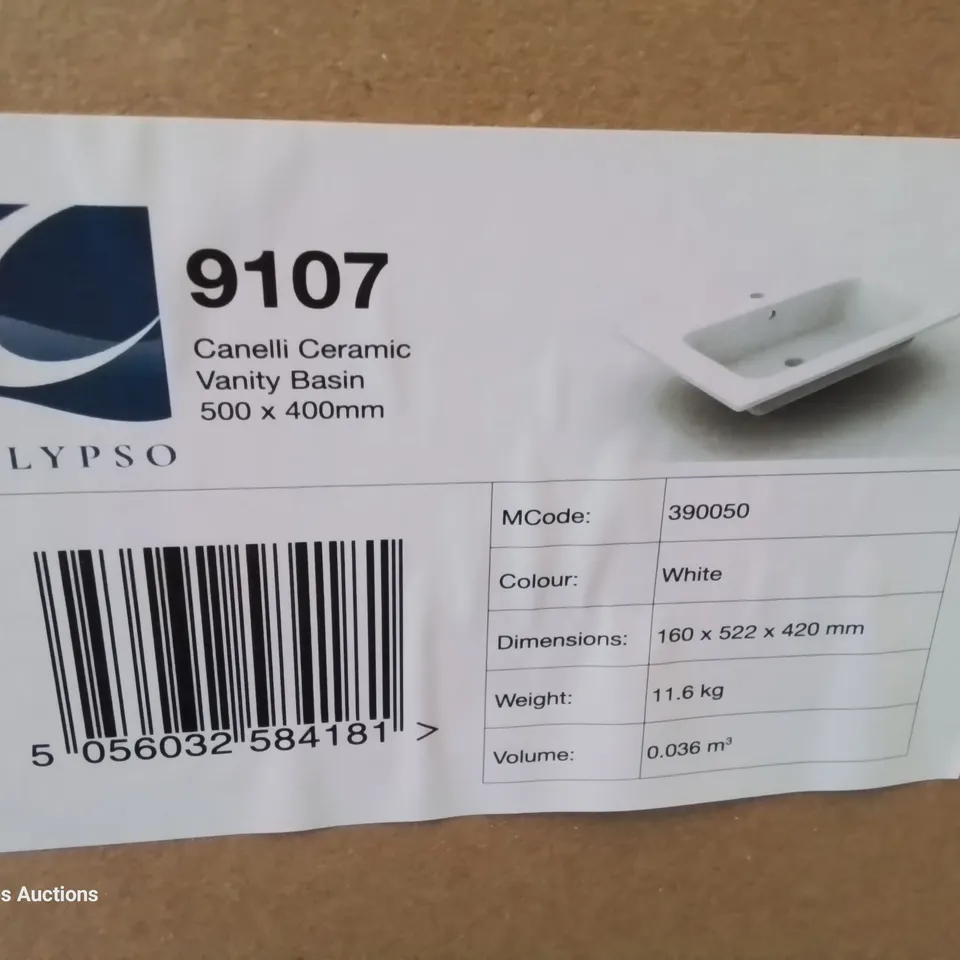 9107
Canelli Ceramic
Vanity Basin
500 x 400mm
LYPSO
MCode: 390050
Colour: White
Dimensions: 160 x 522 x 420 mm
Weight: 11.6 kg
Volume: 0.036 m³
5 056032 584181 >
s Auctions